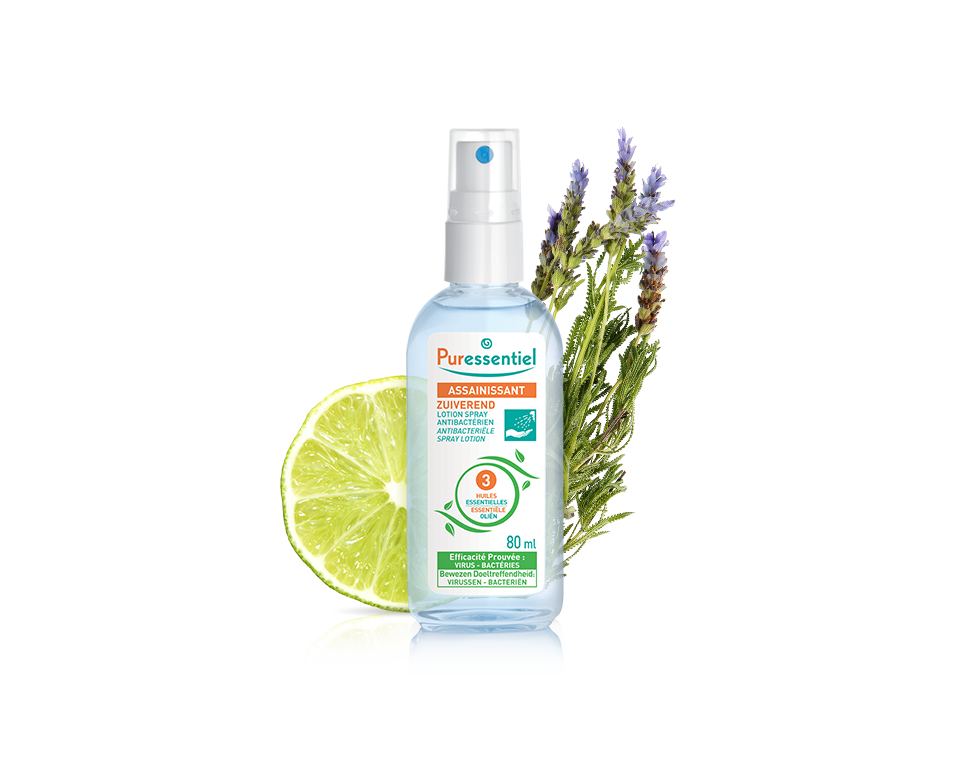 Puressentiel
ASSAINISSANT
ZUIVEREND
LOTION SPRAY
ANTIBACTÉRIEN
ANTIBACTERIËLE
SPRAY LOTION
3
HUILES
ESSENTIELLES
ESSENTIËLE
OLIËN
80 ml
Efficacité Prouvée :
VIRUS - BACTÉRIES
Bewezen Doeltreffendheid:
VIRUSSEN - BACTERIËN